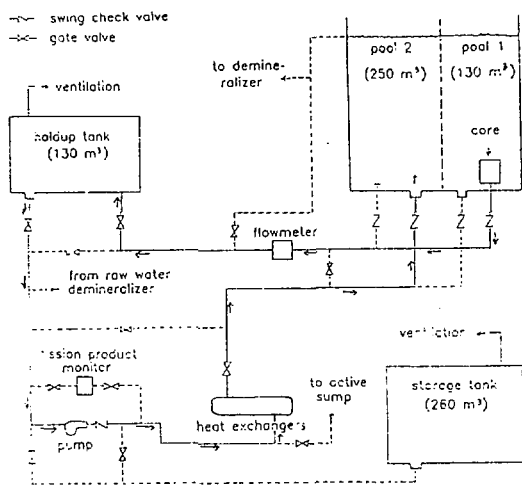 swing check valve
gate valve
pool 2
(250 m³)
pool 1
(130 m³)
to demine-
ralizer
core
ventilation
holdup tank
(130 m³)
flowmeter
from raw water
demineralizer
ventilation
ission product
monitor
to active
sump
storage tank
(260 m³)
heat exchangers
pump